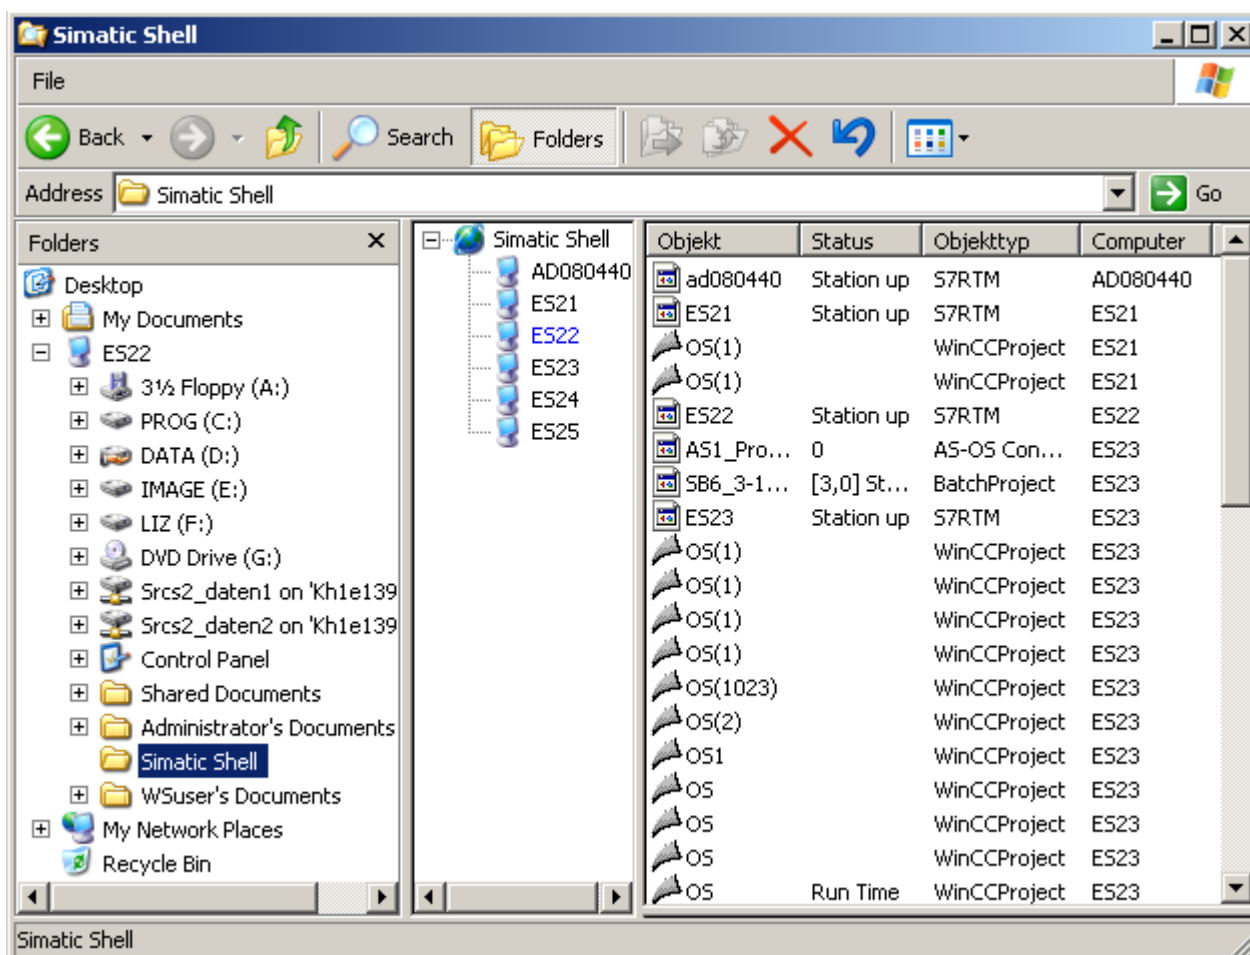 Simatic Shell
File
Back Search Folders
Address Simatic Shell Go
Folders
Desktop
My Documents
ES22
3½ Floppy (A:)
PROG (C:)
DATA (D:)
IMAGE (E:)
LIZ (F:)
DVD Drive (G:)
Srcs2_daten1 on 'Kh1e139
Srcs2_daten2 on 'Kh1e139
Control Panel
Shared Documents
Administrator's Documents
Simatic Shell
WSuser's Documents
My Network Places
Recycle Bin
Simatic Shell
AD080440
ES21
ES22
ES23
ES24
ES25
Objekt Status Objekttyp Computer
ad080440 Station up S7RTM AD080440
ES21 Station up S7RTM ES21
OS(1) WinCCProject ES21
OS(1) WinCCProject ES21
ES22 Station up S7RTM ES22
AS1_Pro... 0 AS-OS Con... ES23
SB6_3-1... [3,0] St... BatchProject ES23
ES23 Station up S7RTM ES23
OS(1) WinCCProject ES23
OS(1) WinCCProject ES23
OS(1) WinCCProject ES23
OS(1) WinCCProject ES23
OS(1023) WinCCProject ES23
OS(2) WinCCProject ES23
OS1 WinCCProject ES23
OS WinCCProject ES23
OS WinCCProject ES23
OS WinCCProject ES23
OS Run Time WinCCProject ES23
Simatic Shell